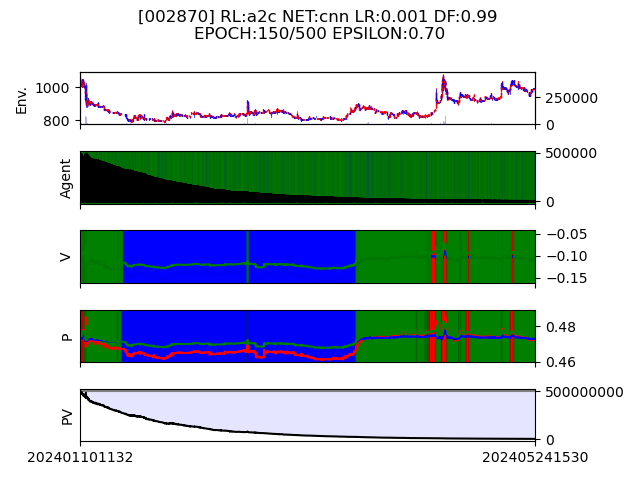 [002870] RL:a2c NET:cnn LR:0.001 DF:0.99
EPOCH:150/500 EPSILON:0.70
Env.
1000
800
250000
0
Agent
500000
0
V
−0.05
−0.10
−0.15
P
0.48
0.46
PV
500000000
0
202401101132
202405241530